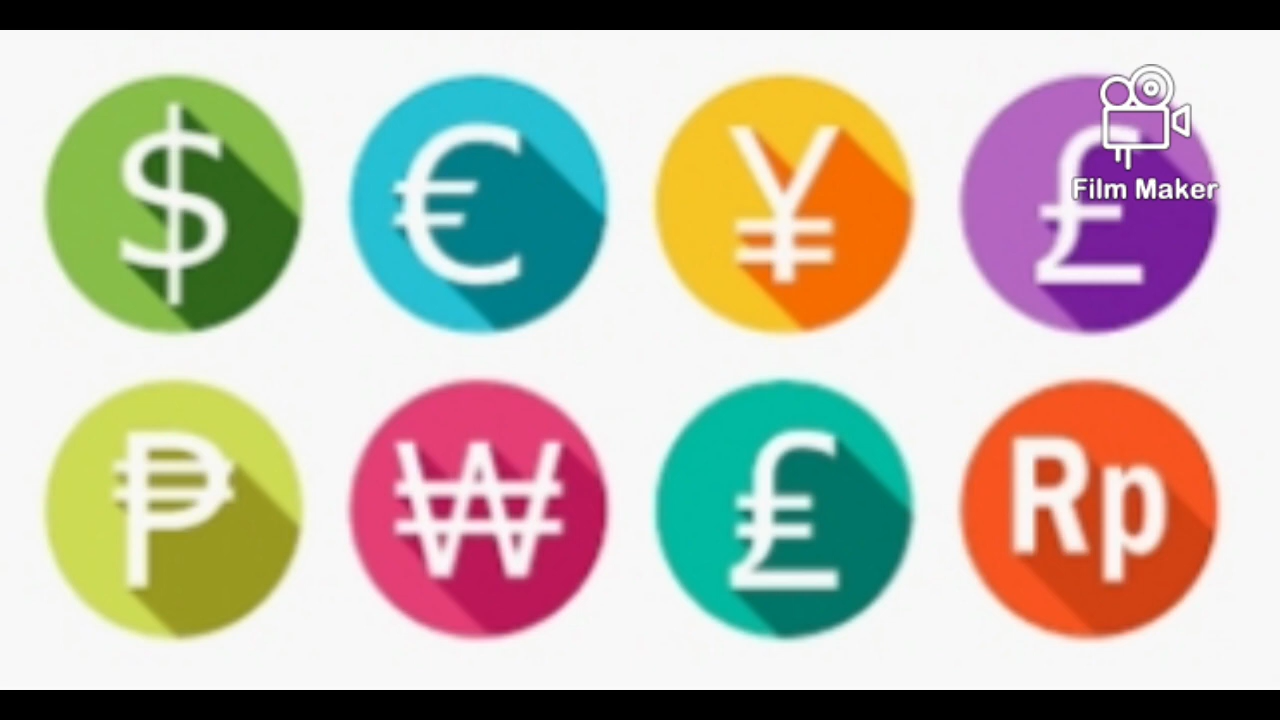 $ € ¥ £
Film Maker
₱ ₩ ₤ Rp